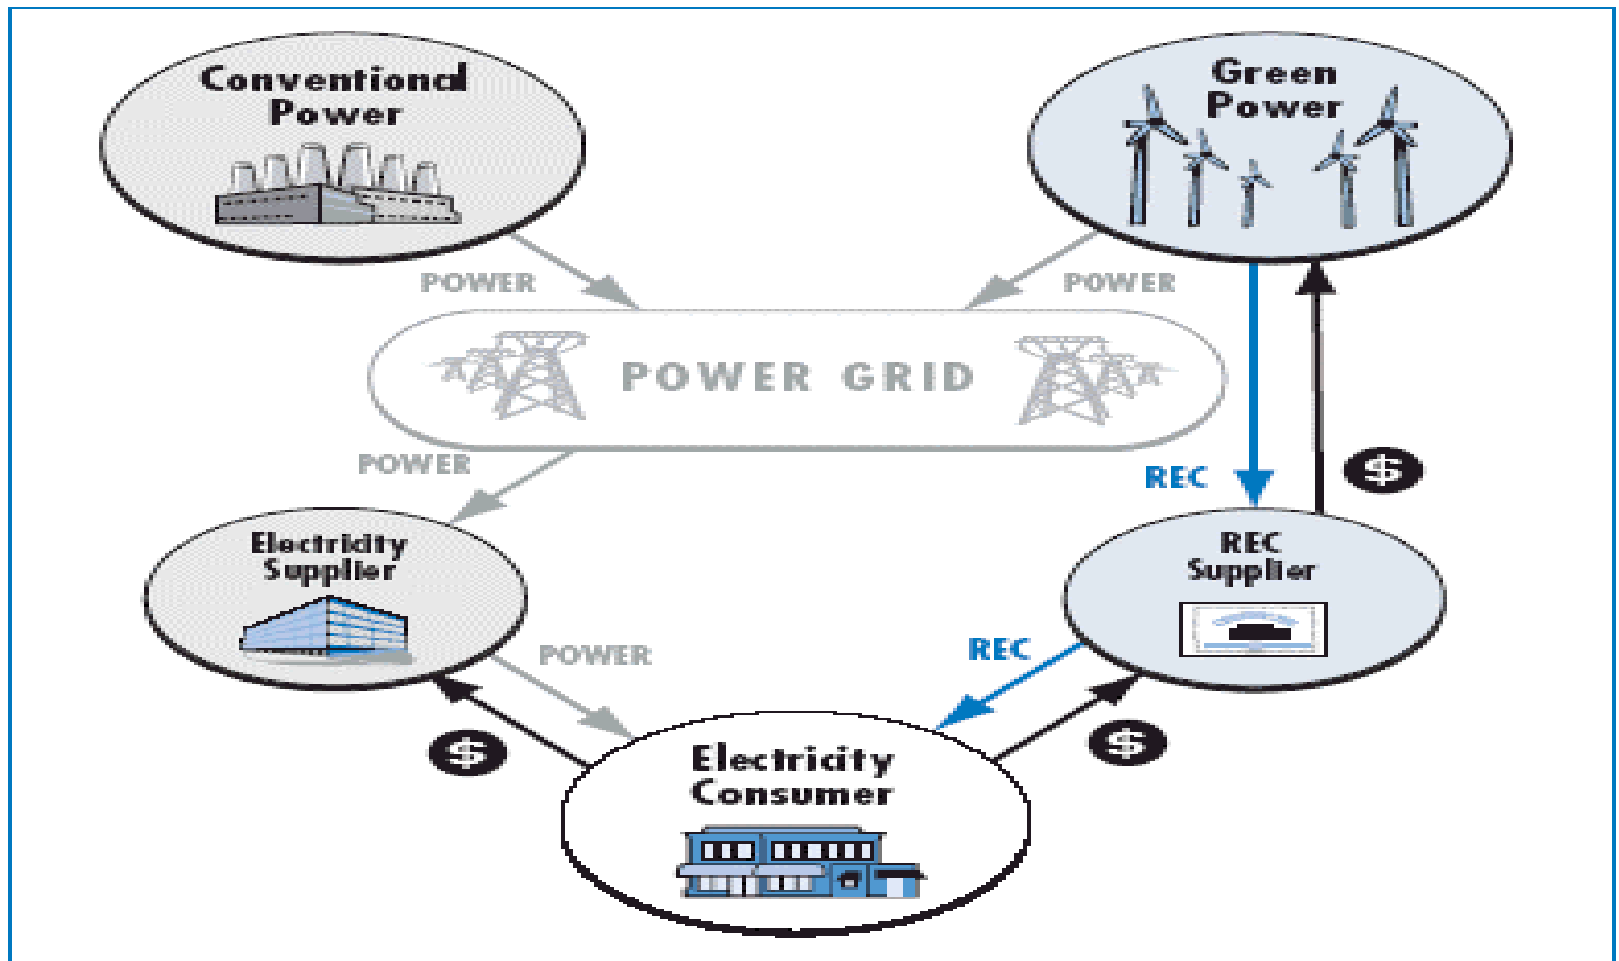 Conventional
Power
Green
Power
POWER
POWER
POWER GRID
POWER
REC
$
Electricity
Supplier
REC
Supplier
POWER
REC
$
$
Electricity
Consumer